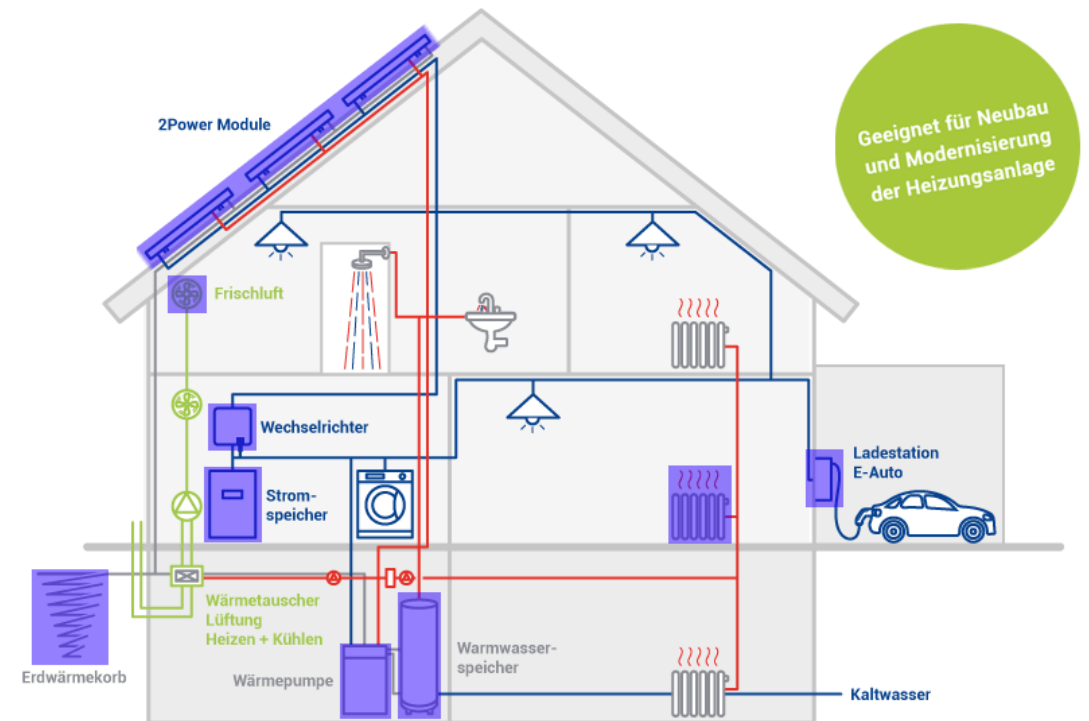 Geeignet für Neubau
und Modernisierung
der Heizungsanlage
2Power Module
Frischluft
Wechselrichter
Strom-
speicher
Ladestation
E-Auto
Wärmetauscher
Lüftung
Heizen + Kühlen
Erdwärmekorb
Wärmepumpe
Warmwasser-
speicher
Kaltwasser